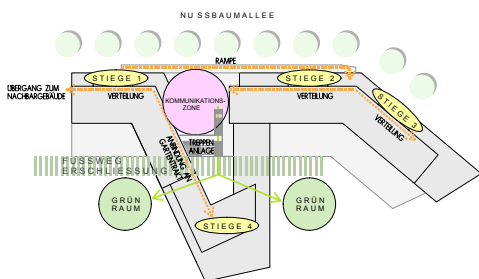 NUSSBAUMALLEE
RAMPE
STIEGE 1
STIEGE 2
ÜBERGANG ZUM
NACHBARGEBÄUDE
VERTEILUNG
KOMMUNIKATIONS-
ZONE
VERTEILUNG
STIEGE 3
VERTEILUNG
TREPPEN
ANLAGE
ANBINDUNG AN
GARTENTRAKT
FUSSWEG
ERSCHLIESSUNG
GRÜN
RAUM
GRÜN
RAUM
STIEGE 4